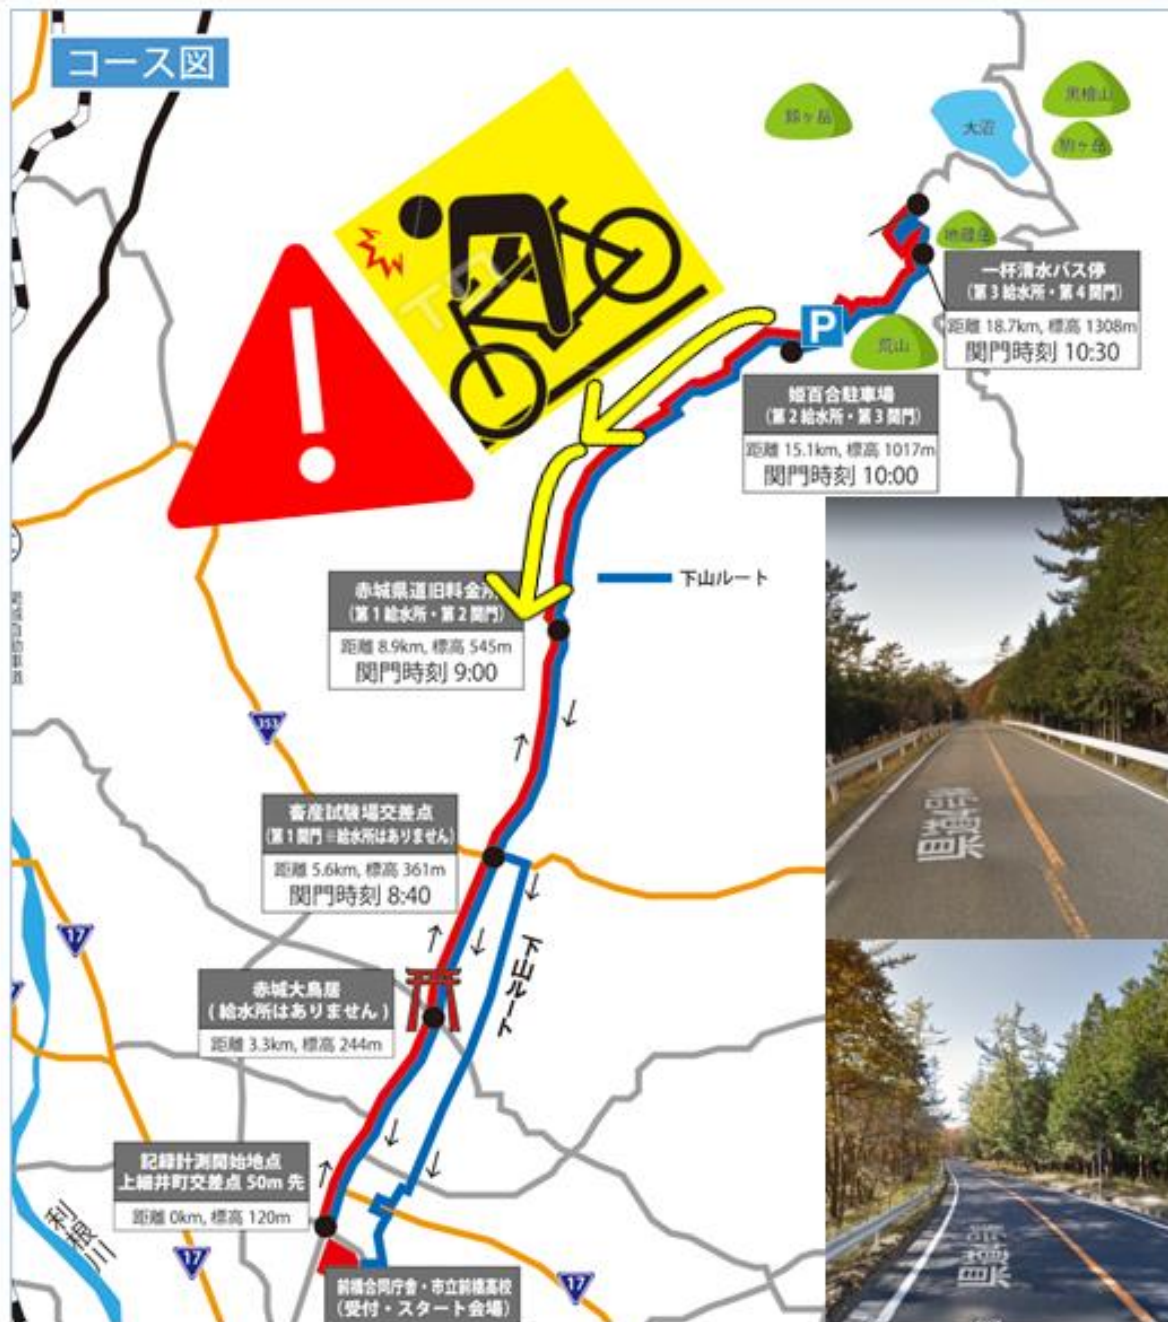 コース図
鍋ヶ岳
大沼
黒檜山
駒ヶ岳
地蔵岳
一杯清水バス停
(第3給水所・第4関門)
距離 18.7km, 標高 1308m
関門時刻 10:30
P
荒山
姫百合駐車場
(第2給水所・第3関門)
距離 15.1km, 標高 1017m
関門時刻 10:00
下山ルート
赤城県道旧料金所
(第1給水所・第2関門)
距離 8.9km, 標高 545m
関門時刻 9:00
353
畜産試験場交差点
(第1関門 ※給水所はありません)
距離 5.6km, 標高 361m
関門時刻 8:40
県道4号線
17
下山ルート
赤城大鳥居
(給水所はありません)
距離 3.3km, 標高 244m
記録計測開始地点
上細井町交差点 50m 先
距離 0km, 標高 120m
利根川
17
17
前橋合同庁舎・市立前橋高校
(受付・スタート会場)